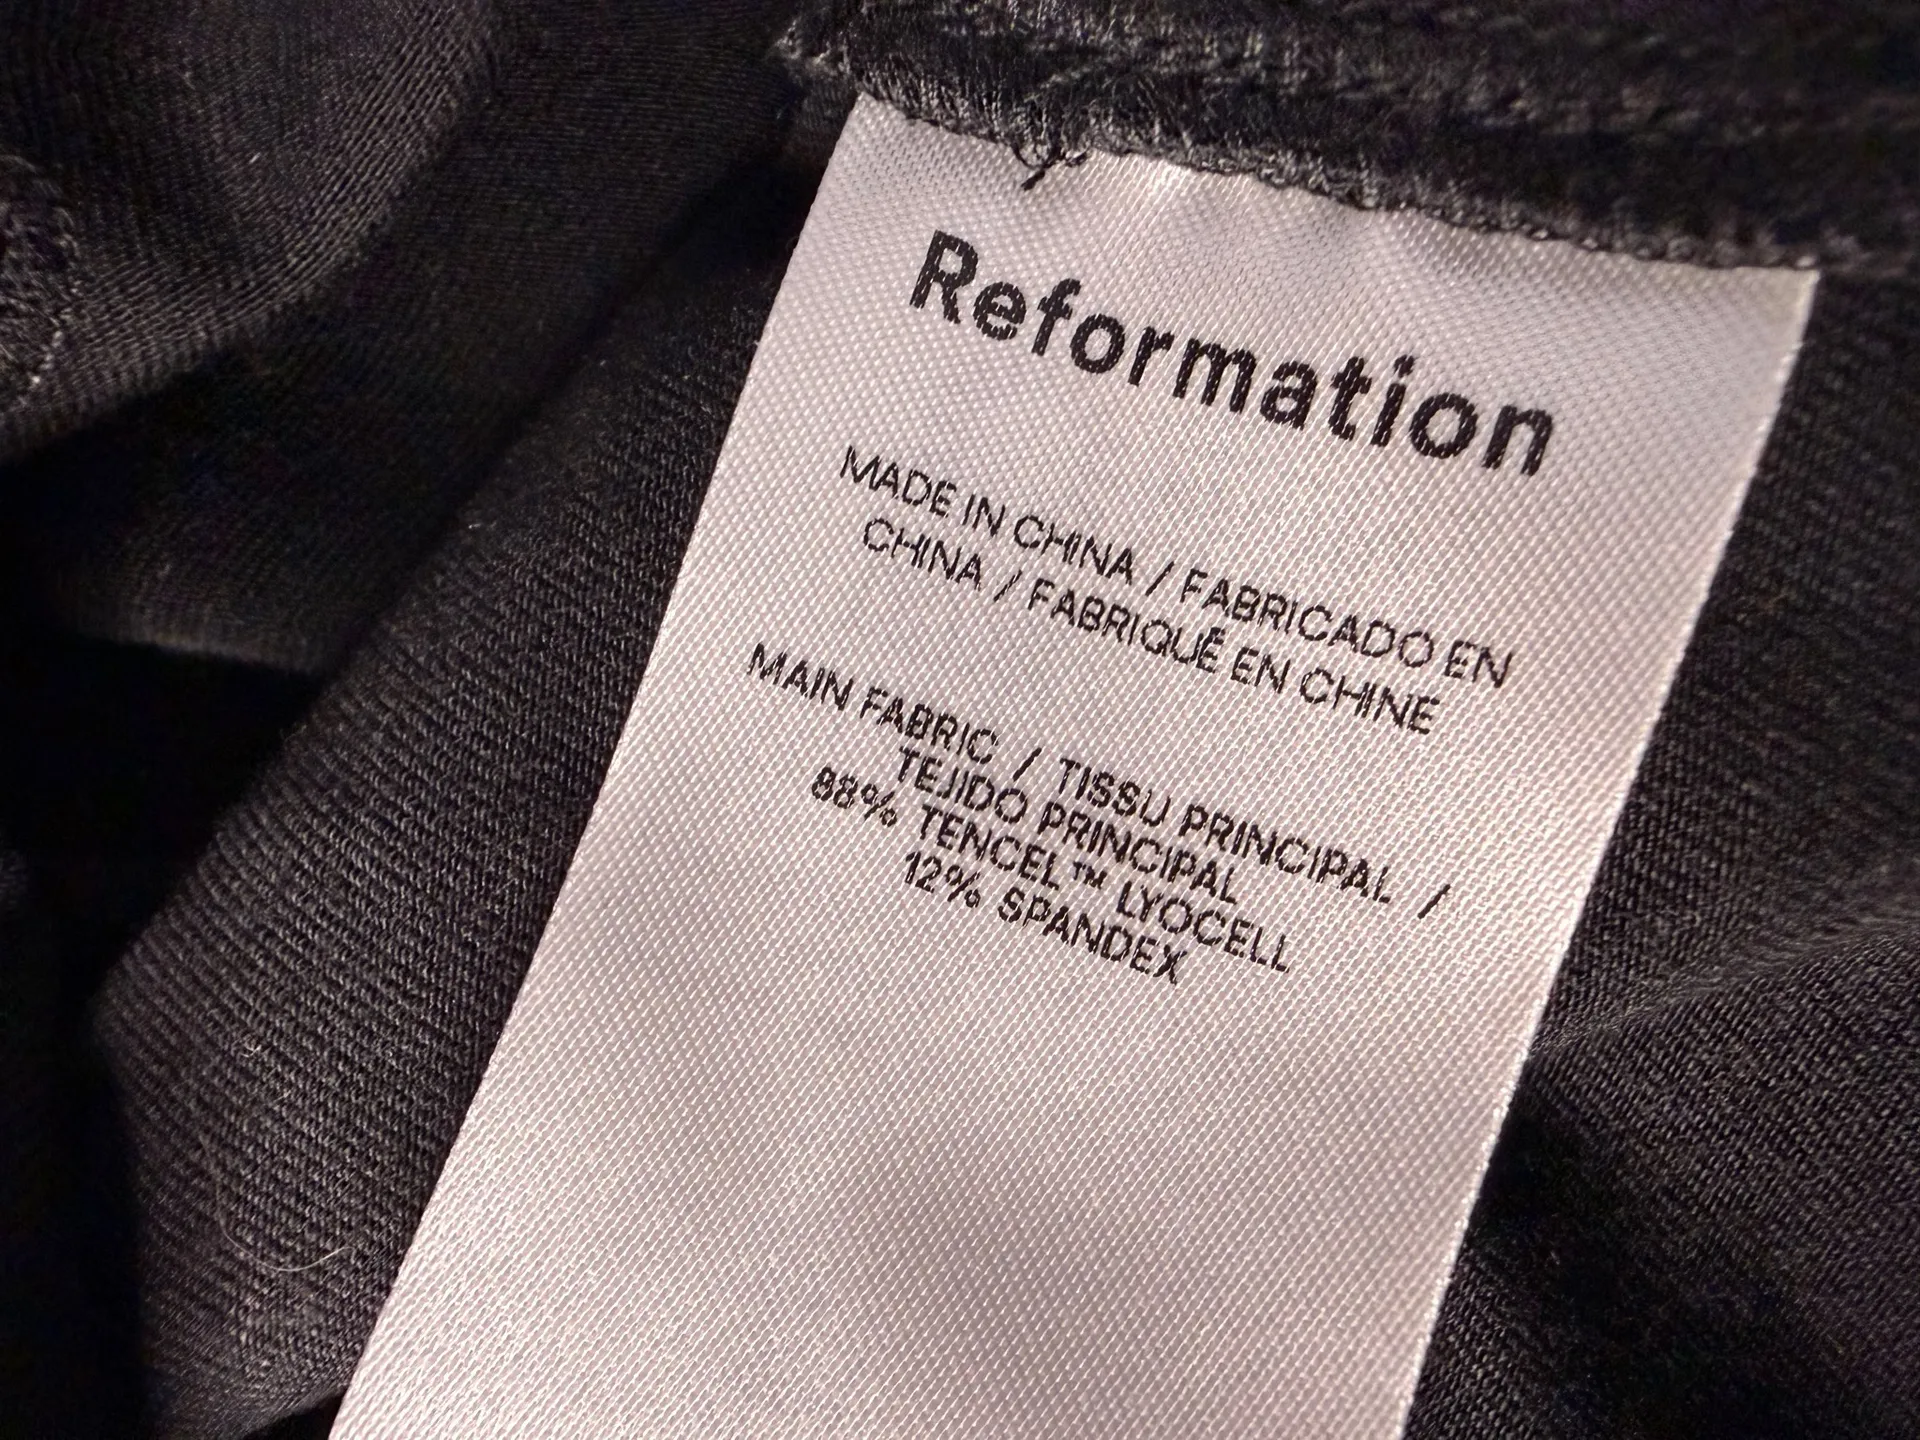 Reformation
MADE IN CHINA / FABRICADO EN
CHINA / FABRIQUÉ EN CHINE
MAIN FABRIC / TISSU PRINCIPAL /
TEJIDO PRINCIPAL
88% TENCEL™ LYOCELL
12% SPANDEX